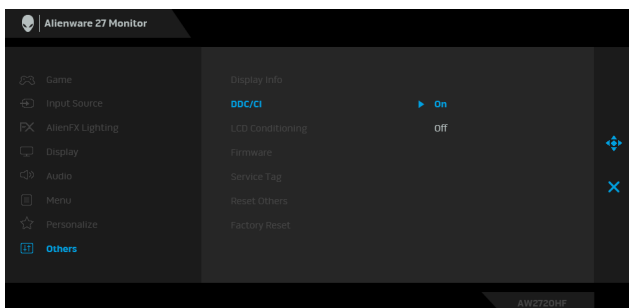 Alienware 27 Monitor
Game
Input Source
AlienFX Lighting
Display
Audio
Menu
Personalize
Others
Display Info
DDC/CI On
LCD Conditioning Off
Firmware
Service Tag
Reset Others
Factory Reset
AW2720HF